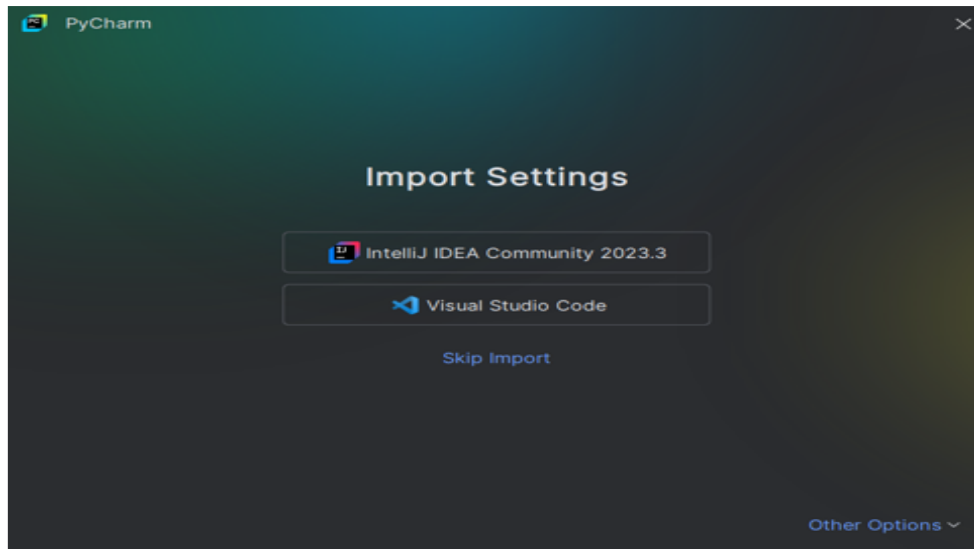 PyCharm
Import Settings
IntelliJ IDEA Community 2023.3
Visual Studio Code
Skip Import
Other Options